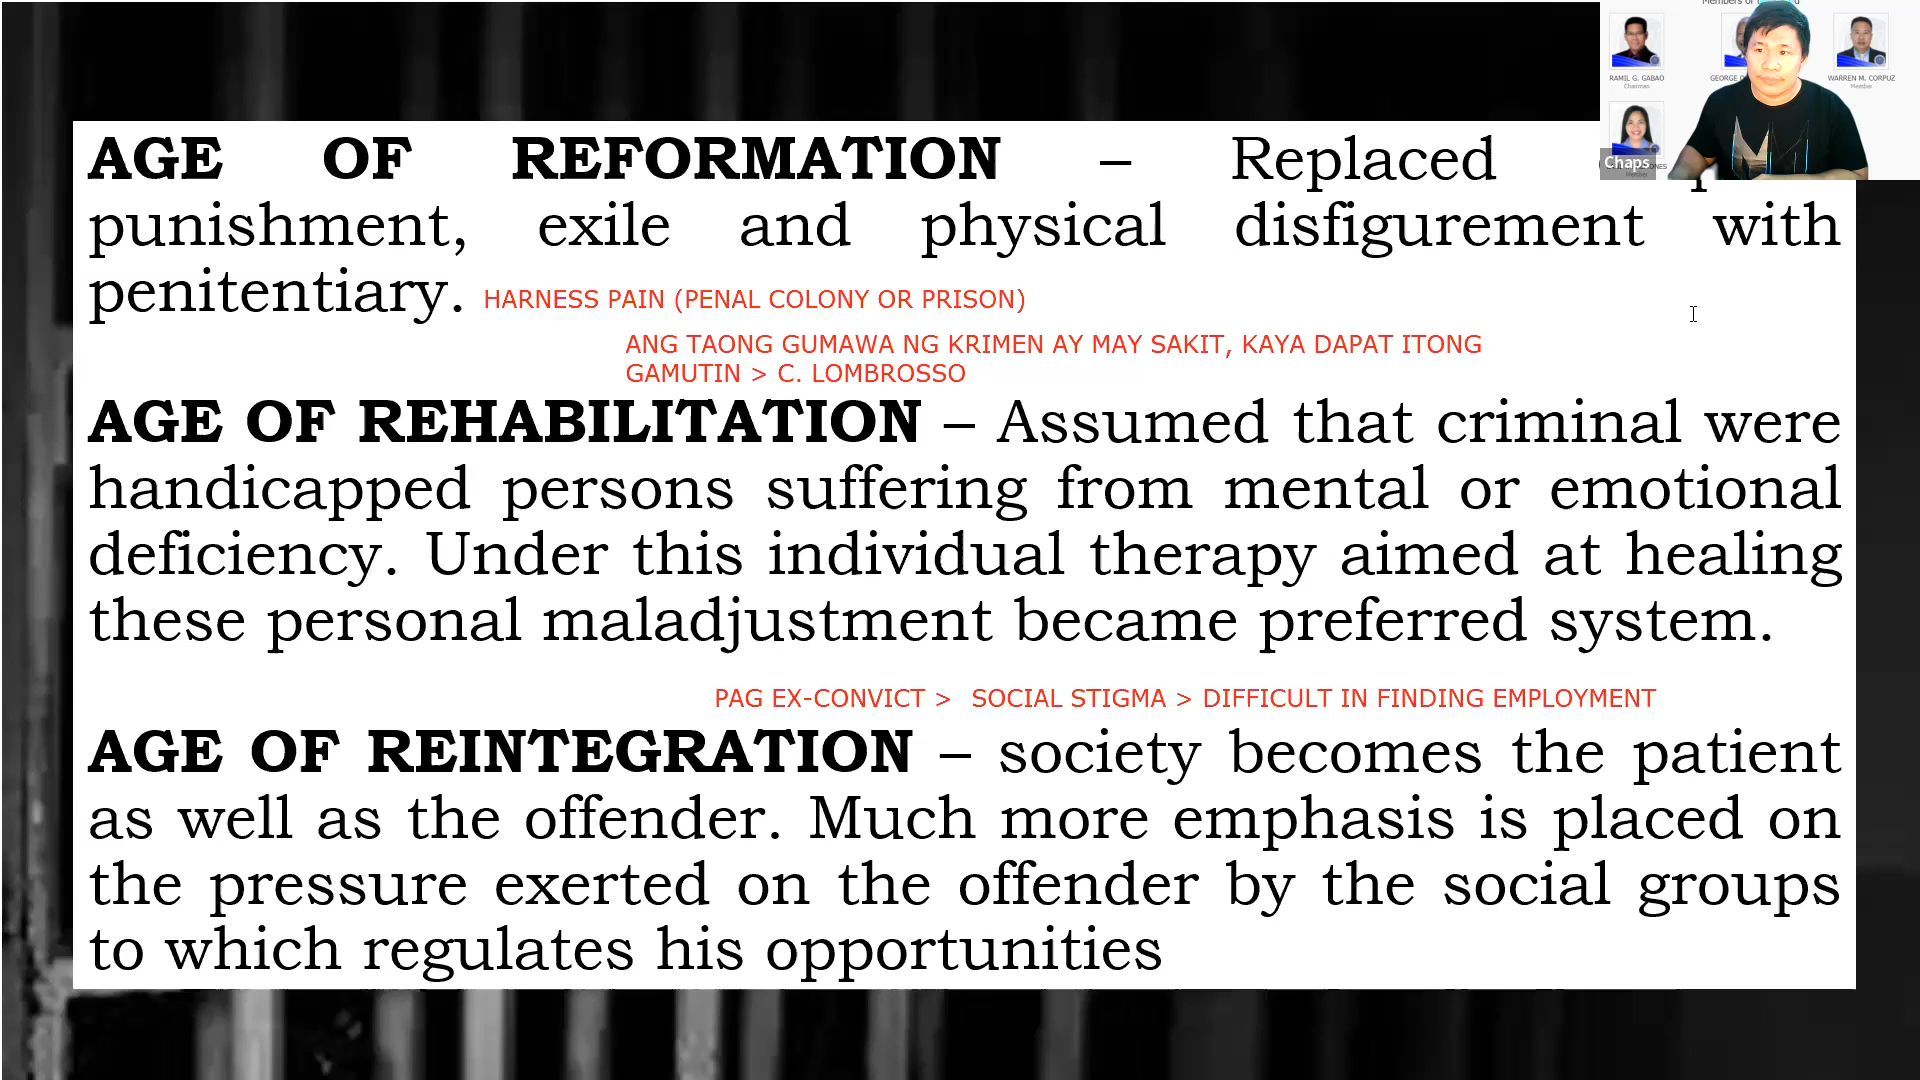 Members of
RAMIL G. GABAO
Chairman
GEORGE O
WARREN M. CORPUZ
Member
Chaps
Member
AGE OF REFORMATION – Replaced
punishment, exile and physical disfigurement with
penitentiary. HARNESS PAIN (PENAL COLONY OR PRISON)
ANG TAONG GUMAWA NG KRIMEN AY MAY SAKIT, KAYA DAPAT ITONG
GAMUTIN > C. LOMBROSSO
AGE OF REHABILITATION – Assumed that criminal were
handicapped persons suffering from mental or emotional
deficiency. Under this individual therapy aimed at healing
these personal maladjustment became preferred system.
PAG EX-CONVICT > SOCIAL STIGMA > DIFFICULT IN FINDING EMPLOYMENT
AGE OF REINTEGRATION – society becomes the patient
as well as the offender. Much more emphasis is placed on
the pressure exerted on the offender by the social groups
to which regulates his opportunities